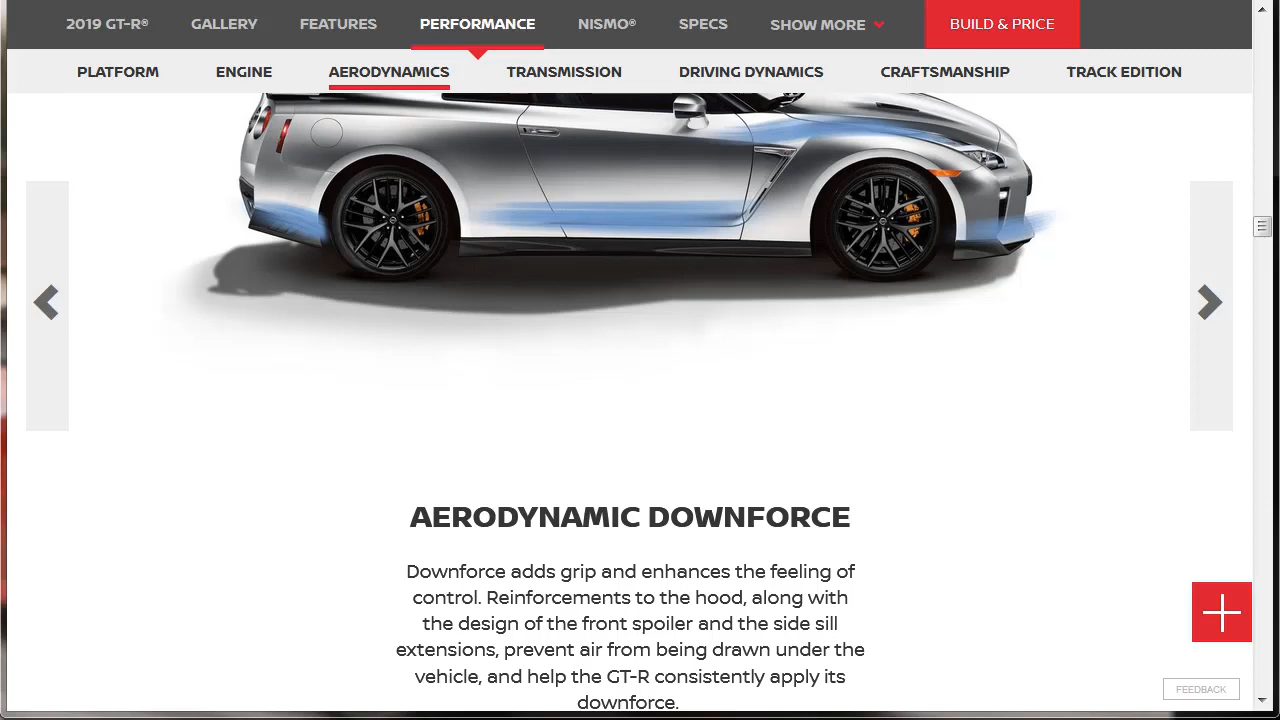 2019 GT-R® GALLERY FEATURES PERFORMANCE NISMO® SPECS SHOW MORE BUILD & PRICE
PLATFORM ENGINE AERODYNAMICS TRANSMISSION DRIVING DYNAMICS CRAFTSMANSHIP TRACK EDITION
AERODYNAMIC DOWNFORCE
Downforce adds grip and enhances the feeling of
control. Reinforcements to the hood, along with
the design of the front spoiler and the side sill
extensions, prevent air from being drawn under the
vehicle, and help the GT-R consistently apply its
downforce.
FEEDBACK